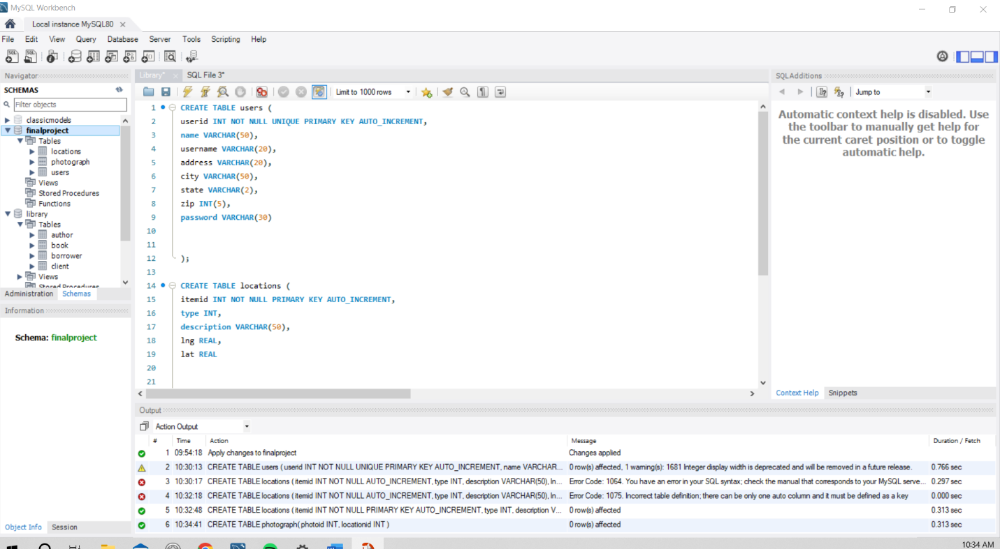 MySQL Workbench
Local instance MySQL80
File Edit View Query Database Server Tools Scripting Help
Navigator
SCHEMAS
Filter objects
classicmodels
finalproject
Tables
locations
photograph
users
Views
Stored Procedures
Functions
library
Tables
author
book
borrower
client
Views
Stored Procedures
Administration Schemas
Information
Schema: finalproject
Object Info Session
Library* SQL File 3*
Limit to 1000 rows
1 CREATE TABLE users (
2 userid INT NOT NULL UNIQUE PRIMARY KEY AUTO_INCREMENT,
3 name VARCHAR(50),
4 username VARCHAR(20),
5 address VARCHAR(20),
6 city VARCHAR(50),
7 state VARCHAR(2),
8 zip INT(5),
9 password VARCHAR(30)
10
11
12 );
13
14 CREATE TABLE locations (
15 itemid INT NOT NULL PRIMARY KEY AUTO_INCREMENT,
16 type INT,
17 description VARCHAR(50),
18 lng REAL,
19 lat REAL
20
21
SQLAdditions
Jump to
Automatic context help is disabled. Use
the toolbar to manually get help for
the current caret position or to toggle
automatic help.
Context Help Snippets
Output
Action Output
# Time Action Message Duration / Fetch
1 09:54:18 Apply changes to finalproject Changes applied
2 10:30:13 CREATE TABLE users ( userid INT NOT NULL UNIQUE PRIMARY KEY AUTO_INCREMENT, name VARCHAR... 0 row(s) affected, 1 warning(s): 1681 Integer display width is deprecated and will be removed in a future release. 0.766 sec
3 10:30:17 CREATE TABLE locations ( itemid INT NOT NULL AUTO_INCREMENT, type INT, description VARCHAR(50), ln... Error Code: 1064. You have an error in your SQL syntax; check the manual that corresponds to your MySQL serve... 0.297 sec
4 10:32:18 CREATE TABLE locations ( itemid INT NOT NULL AUTO_INCREMENT, type INT, description VARCHAR(50), ln... Error Code: 1075. Incorrect table definition; there can be only one auto column and it must be defined as a key 0.000 sec
5 10:32:48 CREATE TABLE locations ( itemid INT NOT NULL PRIMARY KEY AUTO_INCREMENT, type INT, description V... 0 row(s) affected 0.313 sec
6 10:34:41 CREATE TABLE photograph( photoid INT, locationid INT ) 0 row(s) affected 0.313 sec
10:34 AM